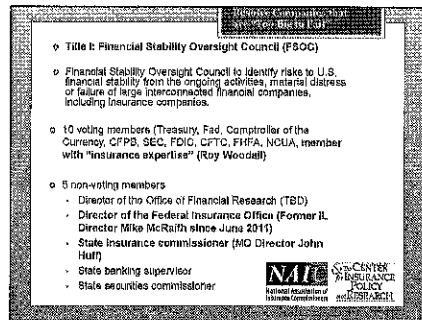 Title I: Financial Stability Oversight Council (FSOC)
Financial Stability Oversight Council to identify risks to U.S.
financial stability from the ongoing activities, material distress
or failure of large interconnected financial companies,
including insurance companies.
10 voting members (Treasury, Fed, Comptroller of the
Currency, CFPB, SEC, FDIC, CFTC, FHFA, NCUA, member
with "insurance expertise" (Roy Woodall)
5 non-voting members
- Director of the Office of Financial Research (TBD)
- Director of the Federal Insurance Office (Former IL
Director Mike McRaith since June 2011)
- State insurance commissioner (MO Director John
Huff)
- State banking supervisor
- State securities commissioner
NAIC
National Association of
Insurance Commissioners
The CENTER
for INSURANCE
POLICY
and RESEARCH